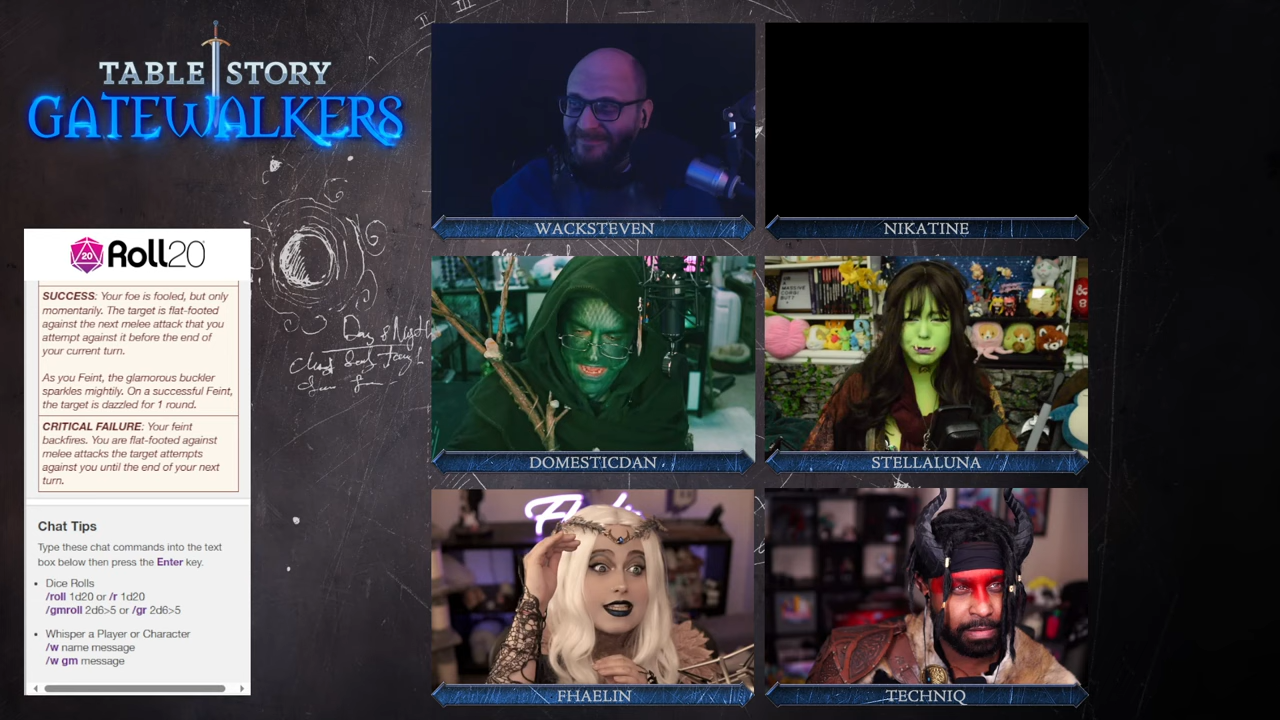 TABLE STORY
GATEWALKERS
Roll20
SUCCESS: Your foe is fooled, but only
momentarily. The target is flat-footed
against the next melee attack that you
attempt against it before the end of
your current turn.
As you Feint, the glamorous buckler
sparkles mightily. On a successful Feint,
the target is dazzled for 1 round.
CRITICAL FAILURE: Your feint
backfires. You are flat-footed against
melee attacks the target attempts
against you until the end of your next
turn.
Chat Tips
Type these chat commands into the text
box below then press the Enter key.
• Dice Rolls
/roll 1d20 or /r 1d20
/gmroll 2d6>5 or /gr 2d6>5
• Whisper a Player or Character
/w name message
/w gm message
II III
Day & Night
WACKSTEVEN
NIKATINE
MASSIVE
BUTT
DOMESTICDAN
STELLALUNA
FHAELIN
TECHNIQ